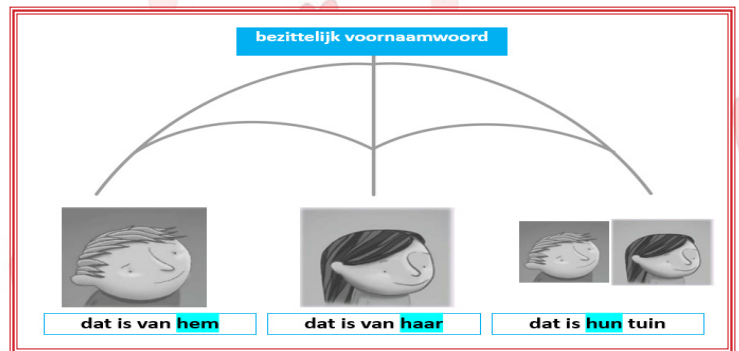 bezittelijk voornaamwoord
dat is van hem
dat is van haar
dat is hun tuin